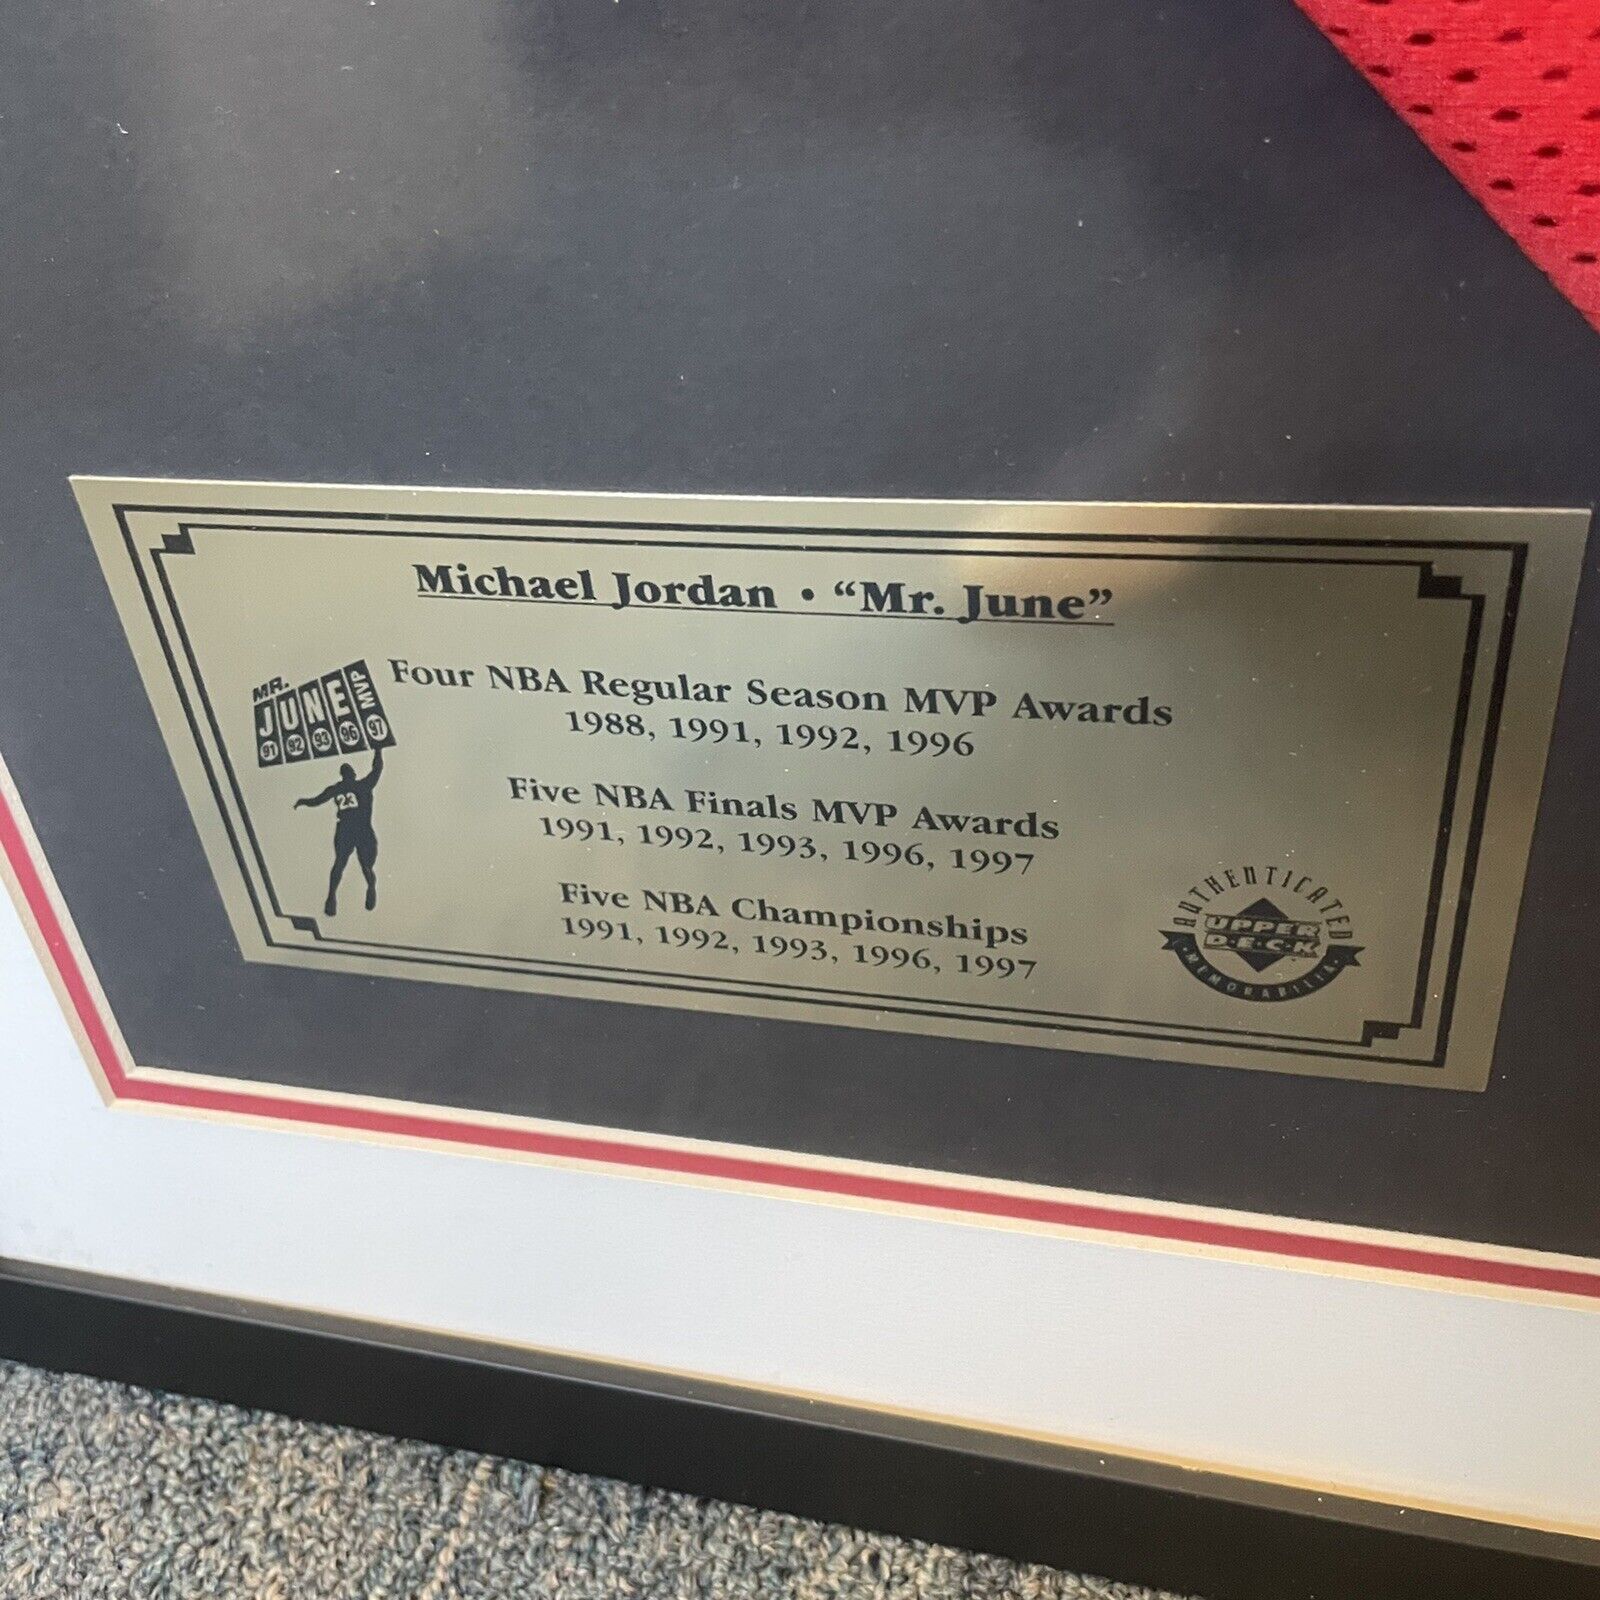 Michael Jordan • “Mr. June”
MR.
JUNE MVP
91 92 93 96 97
23
Four NBA Regular Season MVP Awards
1988, 1991, 1992, 1996
Five NBA Finals MVP Awards
1991, 1992, 1993, 1996, 1997
Five NBA Championships
1991, 1992, 1993, 1996, 1997
AUTHENTICATED
UPPER
D•E•C•K
MEMORABILIA